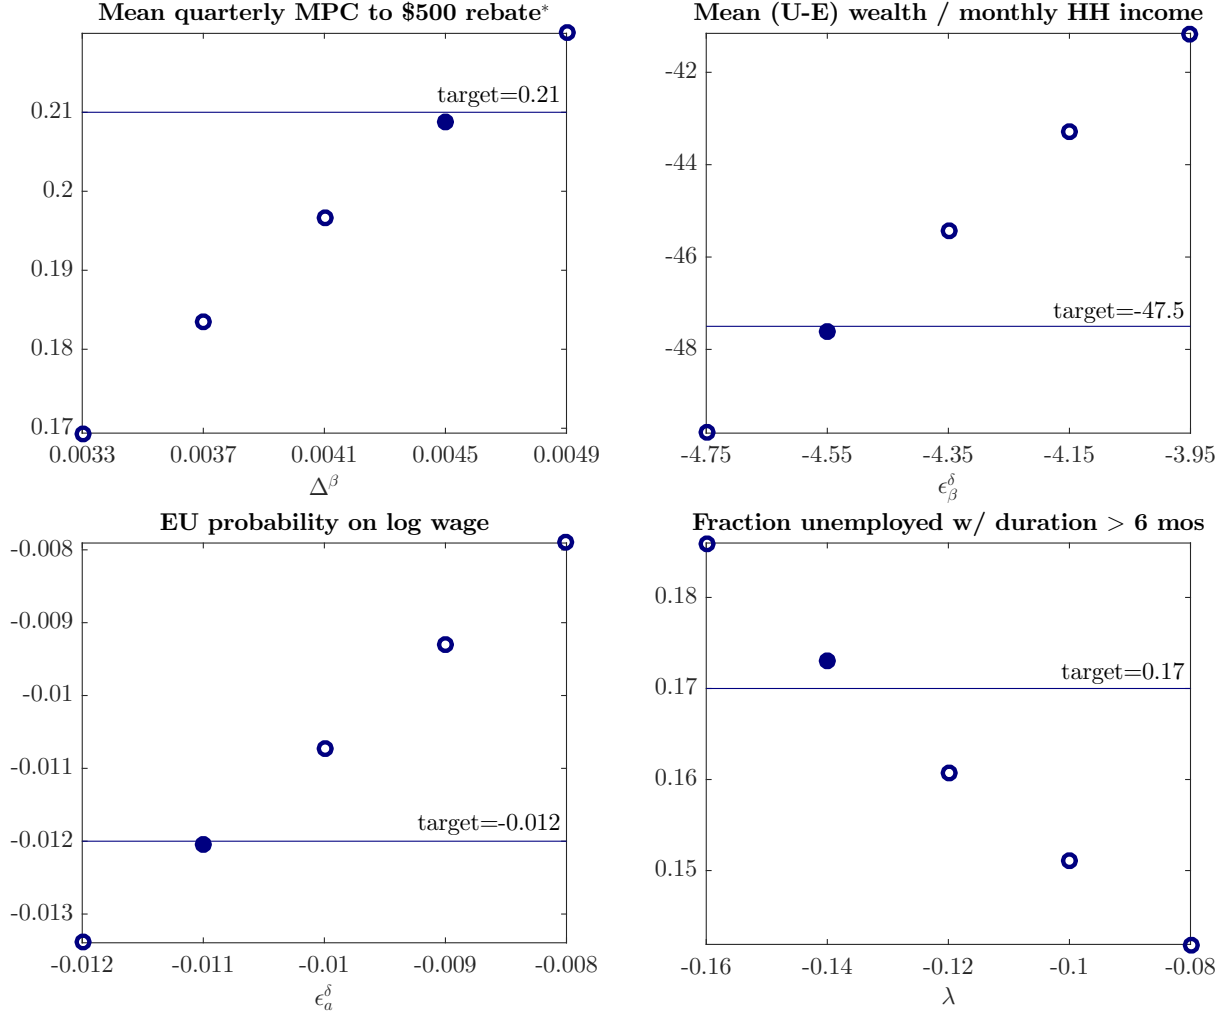 Mean quarterly MPC to $500 rebate*
target=0.21
0.21
0.2
0.19
0.18
0.17
0.0033 0.0037 0.0041 0.0045 0.0049
Δ^β
Mean (U-E) wealth / monthly HH income
-42
-44
-46
target=-47.5
-48
-4.75 -4.55 -4.35 -4.15 -3.95
ϵ_β^δ
EU probability on log wage
-0.008
-0.009
-0.01
-0.011
target=-0.012
-0.012
-0.013
-0.012 -0.011 -0.01 -0.009 -0.008
ϵ_a^δ
Fraction unemployed w/ duration > 6 mos
0.18
target=0.17
0.17
0.16
0.15
-0.16 -0.14 -0.12 -0.1 -0.08
λ